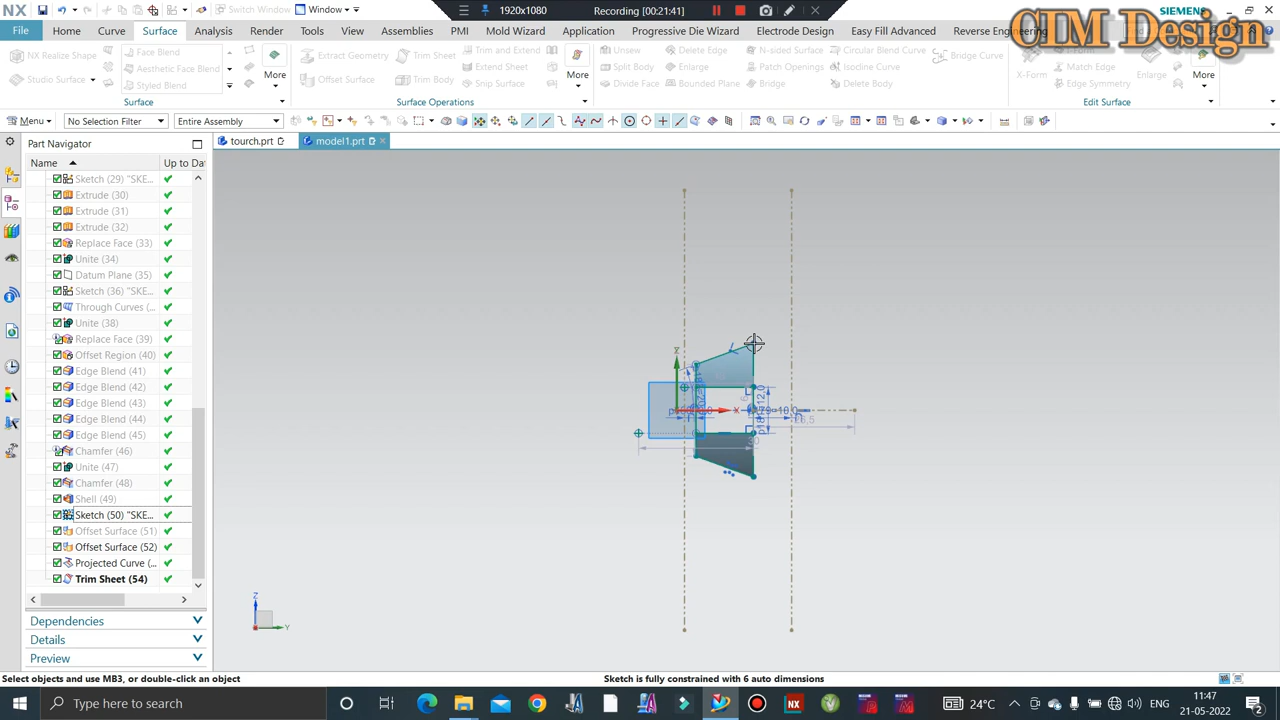 NX
Switch Window
Window
1920x1080
Recording [00:21:41]
SIEMENS
CIM Design
File
Home
Curve
Surface
Analysis
Render
Tools
View
Assemblies
PMI
Mold Wizard
Application
Progressive Die Wizard
Electrode Design
Easy Fill Advanced
Reverse Engineering
NX Realize Shape
Studio Surface
Face Blend
Aesthetic Face Blend
Styled Blend
More
Surface
Extract Geometry
Offset Surface
Trim Sheet
Trim Body
Trim and Extend
Extend Sheet
Snip Surface
More
Surface Operations
Unsew
Split Body
Divide Face
Delete Edge
Enlarge
Bounded Plane
N-sided Surface
Patch Openings
Bridge
Circular Blend Curve
Isocline Curve
Delete Body
Bridge Curve
X-Form
I-Form
Match Edge
Edge Symmetry
Enlarge
More
Edit Surface
Menu
No Selection Filter
Entire Assembly
Part Navigator
tourch.prt
model1.prt
Name
Up to Dat
Sketch (29) "SKE...
Extrude (30)
Extrude (31)
Extrude (32)
Replace Face (33)
Unite (34)
Datum Plane (35)
Sketch (36) "SKE...
Through Curves (...
Unite (38)
Replace Face (39)
Offset Region (40)
Edge Blend (41)
Edge Blend (42)
Edge Blend (43)
Edge Blend (44)
Edge Blend (45)
Chamfer (46)
Unite (47)
Chamfer (48)
Shell (49)
Sketch (50) "SKE...
Offset Surface (51)
Offset Surface (52)
Projected Curve (...
Trim Sheet (54)
Dependencies
Details
Preview
Z
X
Z
Y
Select objects and use MB3, or double-click an object
Sketch is fully constrained with 6 auto dimensions
Type here to search
24°C
ENG
11:47
21-05-2022